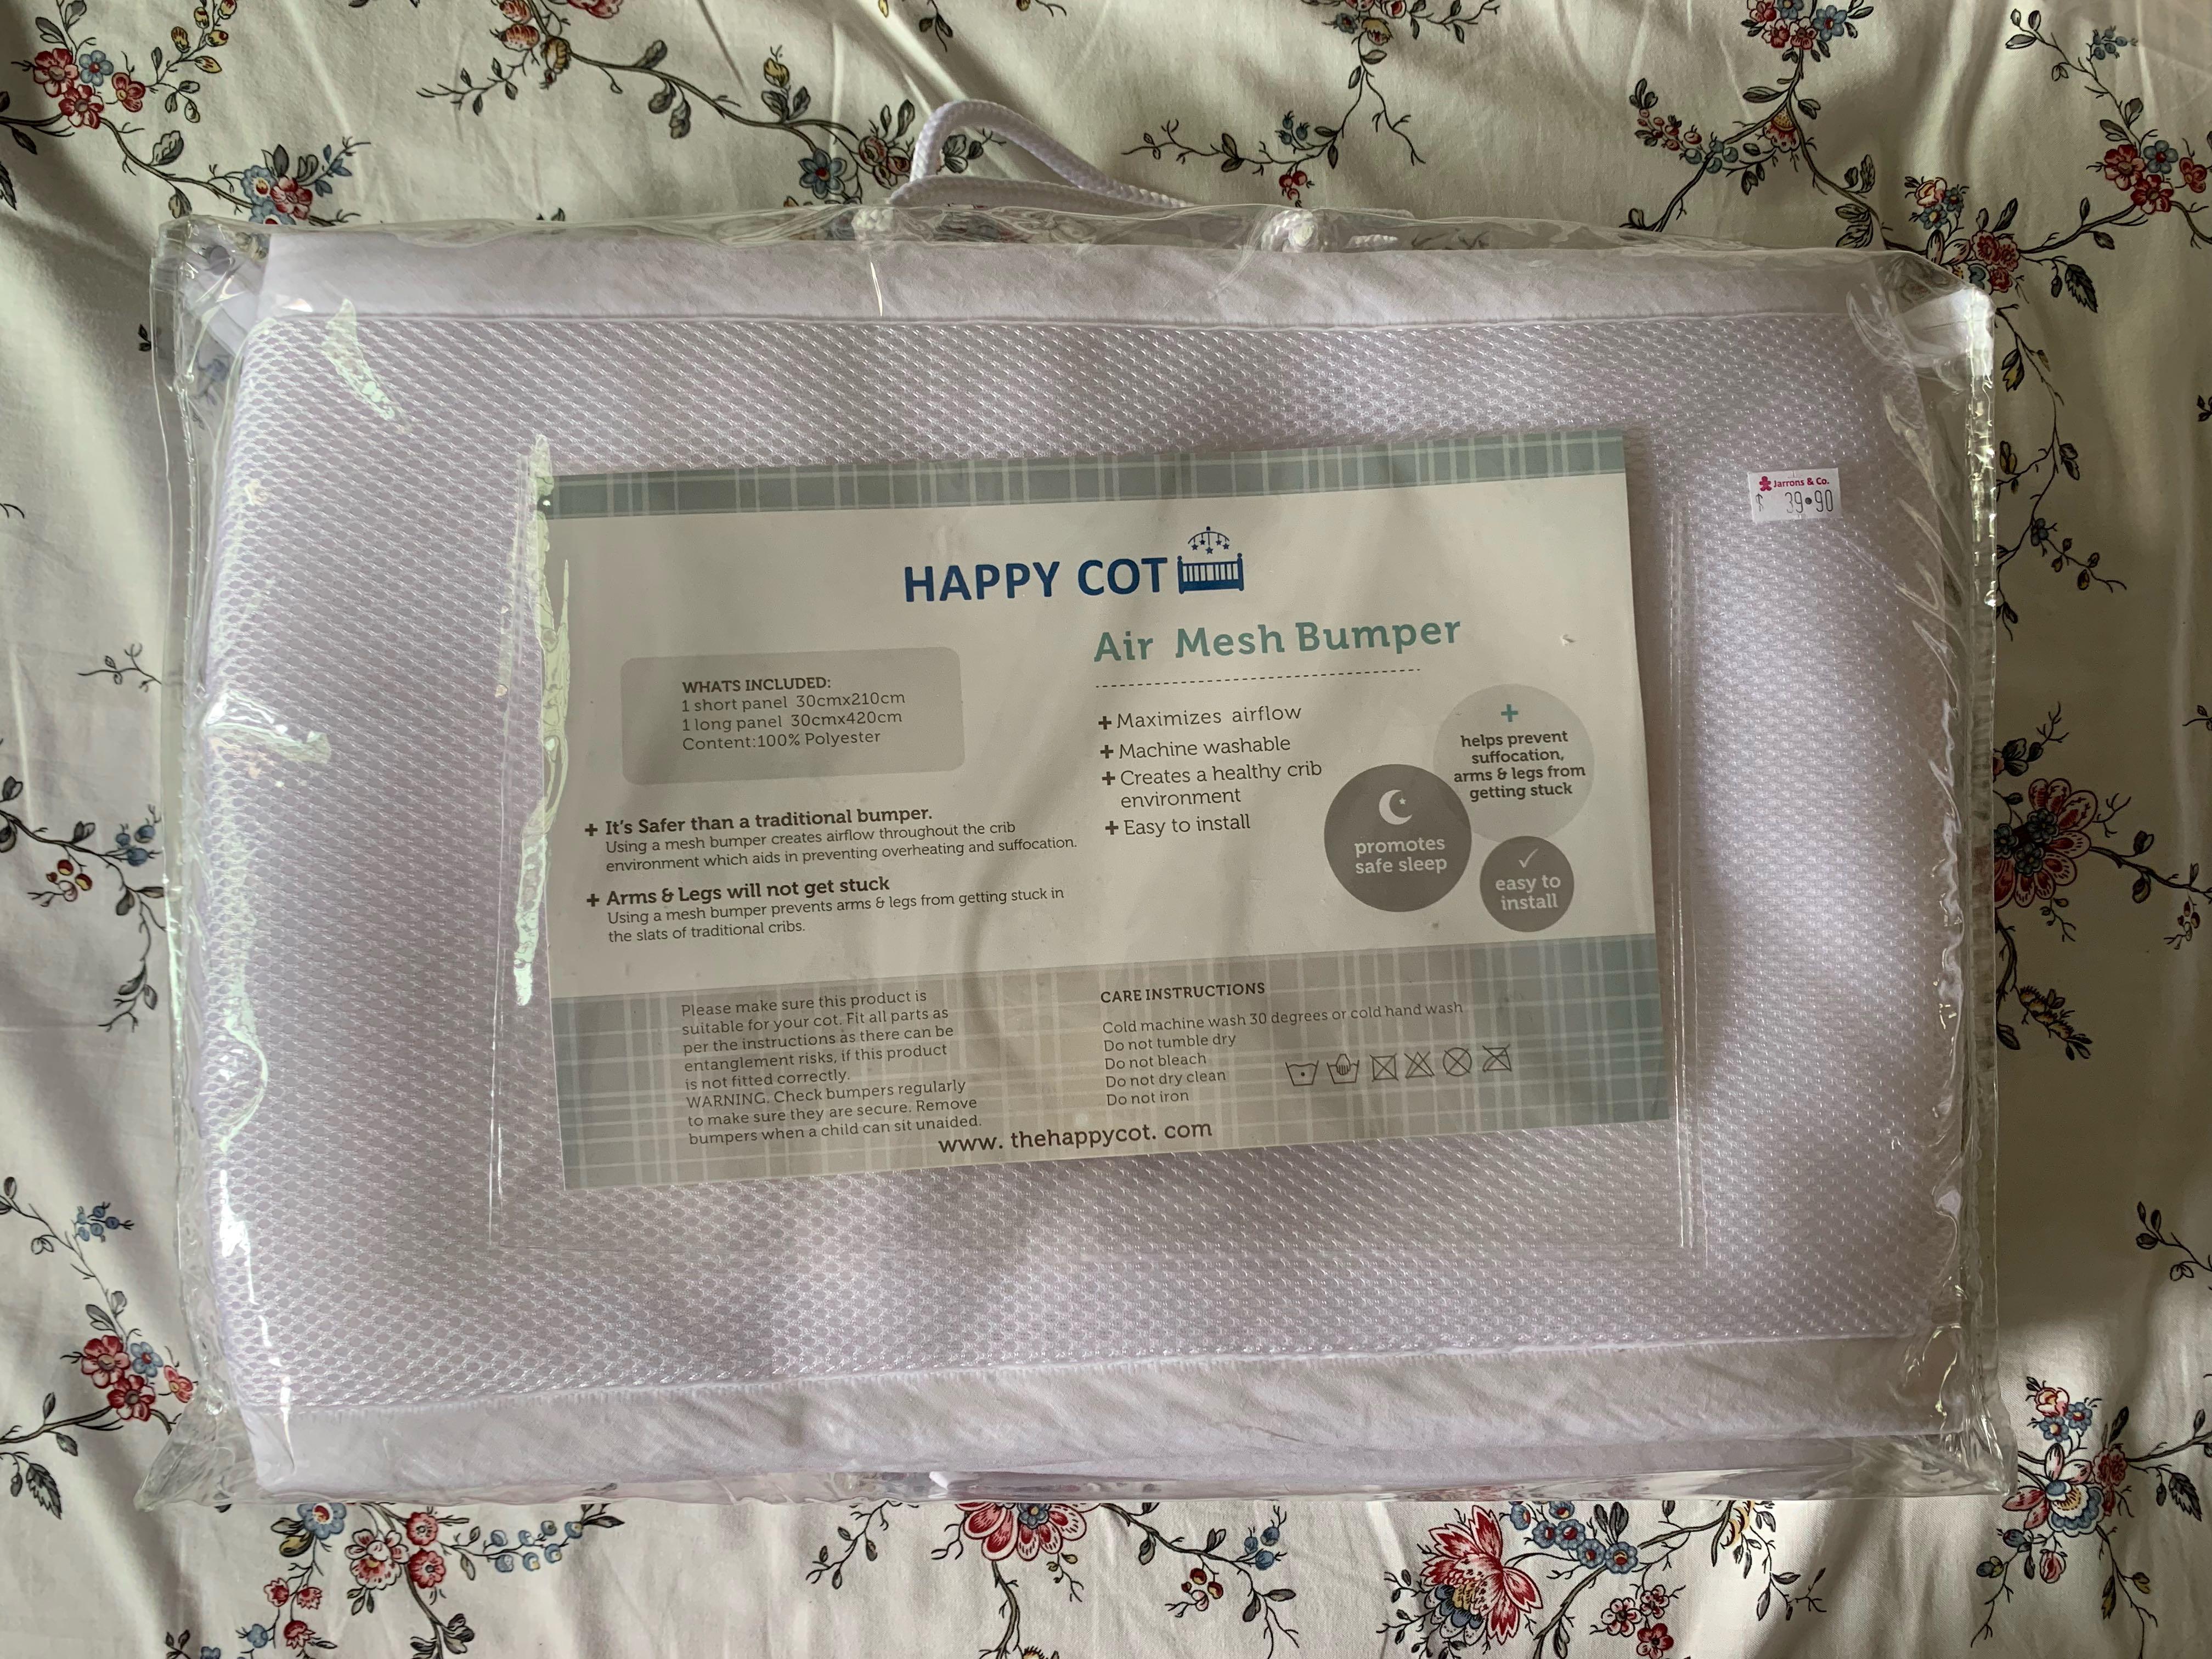 Jarrons & Co.
$ 39.90
HAPPY COT
Air Mesh Bumper
WHATS INCLUDED:
1 short panel 30cmx210cm
1 long panel 30cmx420cm
Content:100% Polyester
+ It's Safer than a traditional bumper.
Using a mesh bumper creates airflow throughout the crib
environment which aids in preventing overheating and suffocation.
+ Arms & Legs will not get stuck
Using a mesh bumper prevents arms & legs from getting stuck in
the slats of traditional cribs.
+ Maximizes airflow
+ Machine washable
+ Creates a healthy crib
environment
+ Easy to install
+
helps prevent
suffocation,
arms & legs from
getting stuck
promotes
safe sleep
✓
easy to
install
Please make sure this product is
suitable for your cot. Fit all parts as
per the instructions as there can be
entanglement risks, if this product
is not fitted correctly.
WARNING. Check bumpers regularly
to make sure they are secure. Remove
bumpers when a child can sit unaided.
CARE INSTRUCTIONS
Cold machine wash 30 degrees or cold hand wash
Do not tumble dry
Do not bleach
Do not dry clean
Do not iron
www. thehappycot. com